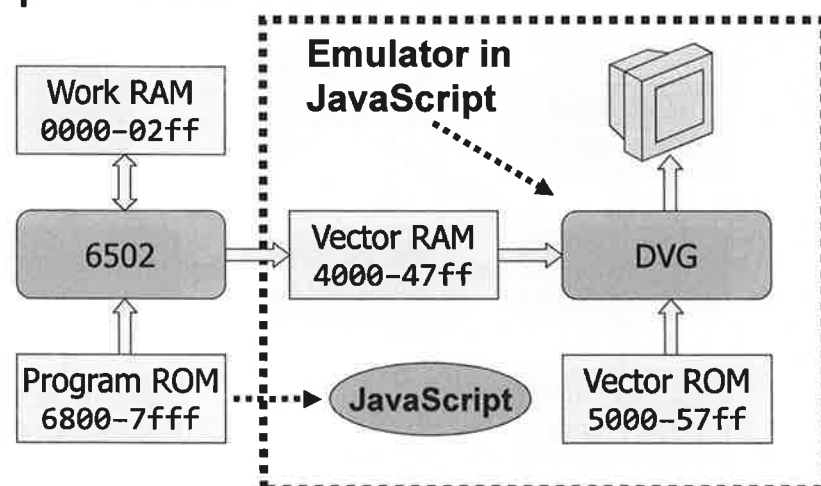 Emulator in
JavaScript
Work RAM
0000-02ff
6502
Vector RAM
4000-47ff
DVG
Program ROM
6800-7fff
JavaScript
Vector ROM
5000-57ff